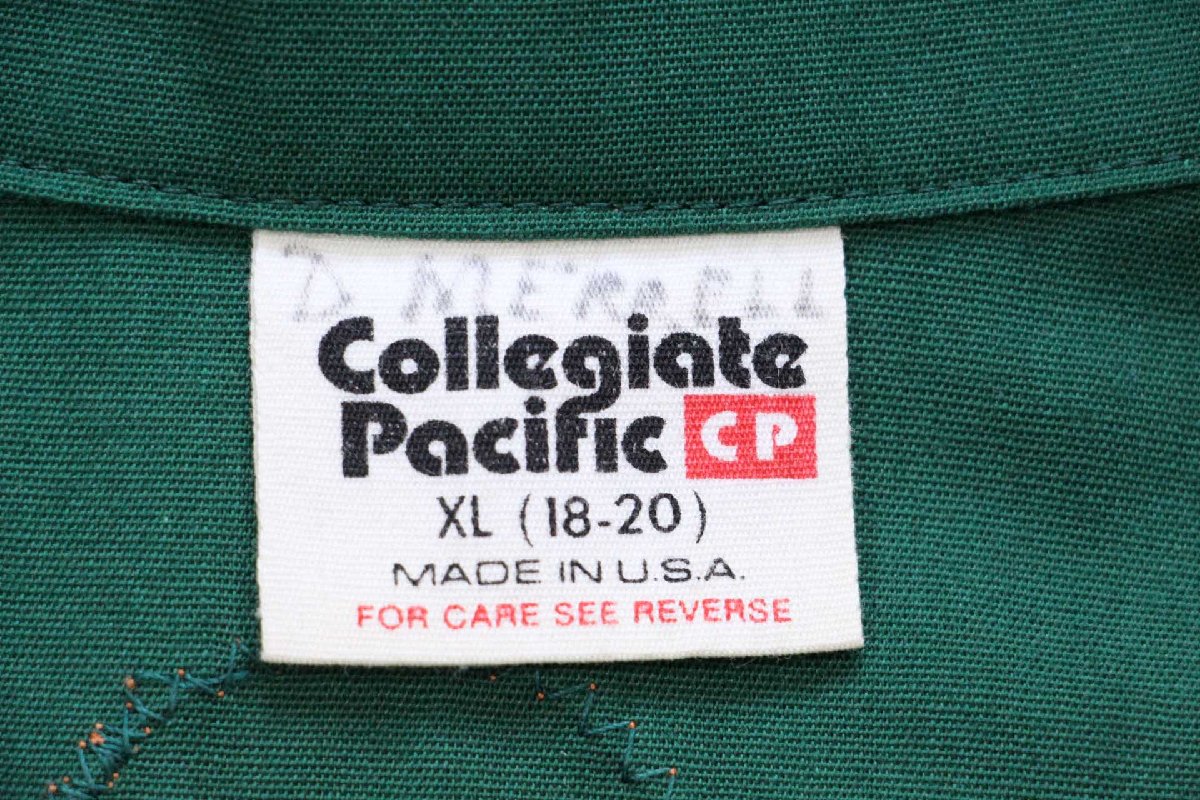 D MERRELL
Collegiate
Pacific CP
XL (18-20)
MADE IN U.S.A.
FOR CARE SEE REVERSE